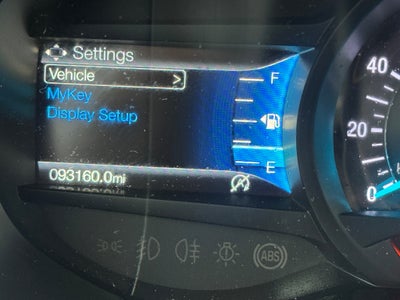 Settings
Vehicle >
MyKey
Display Setup
F
E
093160.0mi
40
20
0
ABS